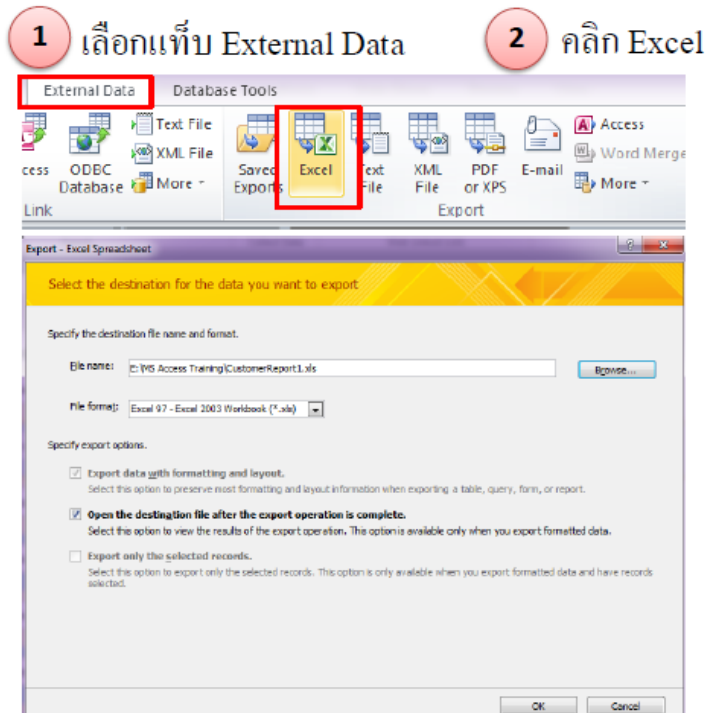 1 เลือกแท็บ External Data
2 คลิก Excel
External Data Database Tools
cess
ODBC Database
Text File
XML File
More
Saved Exports
Excel
Text File
XML File
PDF or XPS
E-mail
Access
Word Merge
More
Link
Export
Export - Excel Spreadsheet
Select the destination for the data you want to export
Specify the destination file name and format.
File name: E:\MS Access Training\CustomerReport1.xls Browse...
File format: Excel 97 - Excel 2003 Workbook (*.xls)
Specify export options.
Export data with formatting and layout.
Select this option to preserve most formatting and layout information when exporting a table, query, form, or report.
Open the destination file after the export operation is complete.
Select this option to view the results of the export operation. This option is available only when you export formatted data.
Export only the selected records.
Select this option to export only the selected records. This option is only available when you export formatted data and have records
selected.
OK Cancel